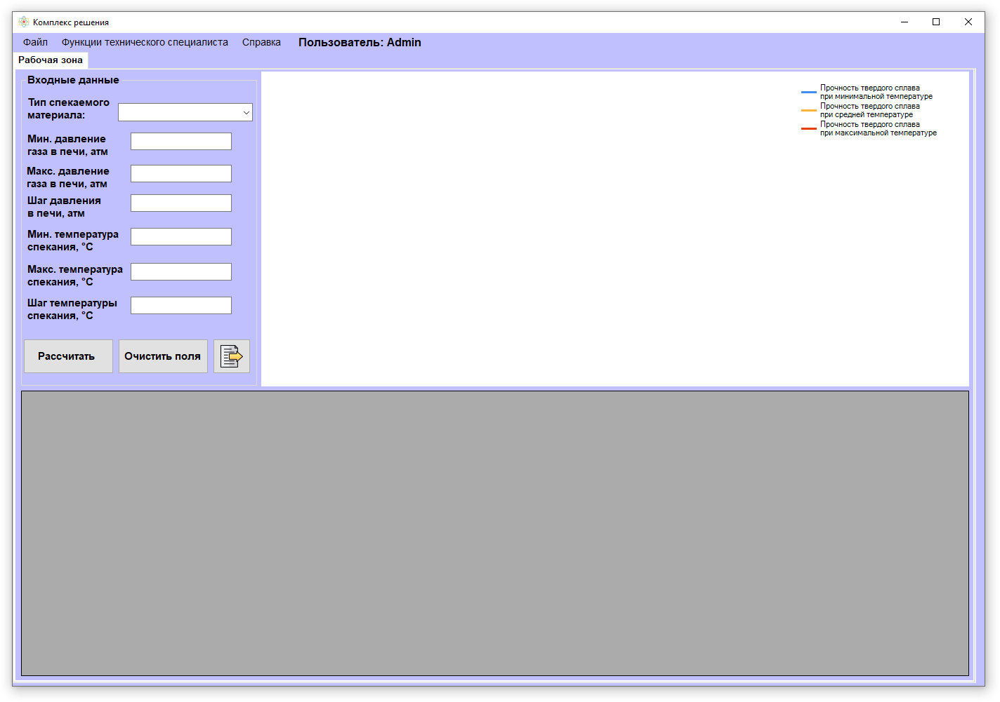 Комплекс решения
Файл Функции технического специалиста Справка Пользователь: Admin
Рабочая зона
Входные данные
Тип спекаемого
материала:
Мин. давление
газа в печи, атм
Макс. давление
газа в печи, атм
Шаг давления
в печи, атм
Мин. температура
спекания, °C
Макс. температура
спекания, °C
Шаг температуры
спекания, °C
Рассчитать Очистить поля
Прочность твердого сплава
при минимальной температуре
Прочность твердого сплава
при средней температуре
Прочность твердого сплава
при максимальной температуре